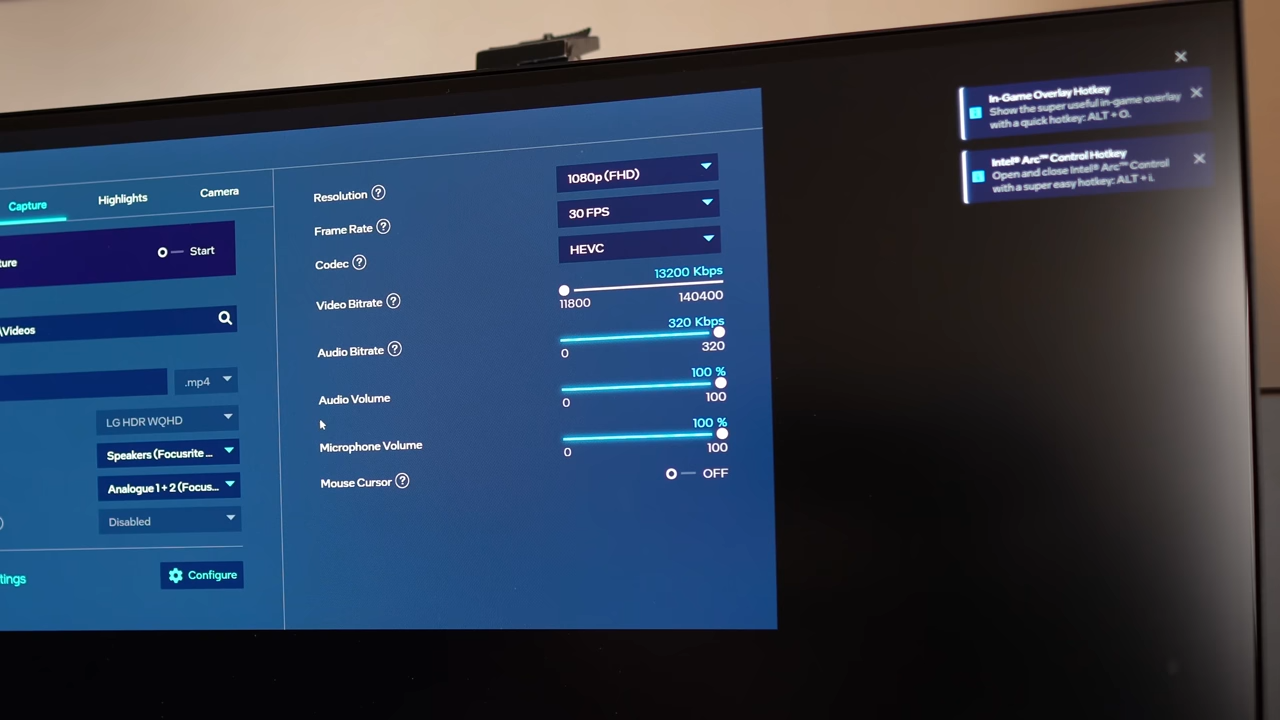 Capture
Highlights
Camera
ture
Start
\Videos
.mp4
LG HDR WQHD
Speakers (Focusrite ...
Analogue 1 + 2 (Focus...
Disabled
tings
Configure
Resolution ?
1080p (FHD)
Frame Rate ?
30 FPS
Codec ?
HEVC
13200 Kbps
Video Bitrate ?
11800 140400
320 Kbps
Audio Bitrate ?
0 320
100 %
Audio Volume
0 100
100 %
Microphone Volume
0 100
Mouse Cursor ?
OFF
In-Game Overlay Hotkey
Show the super useful in-game overlay
with a quick hotkey: ALT + O.
Intel® Arc™ Control Hotkey
Open and close Intel® Arc™ Control
with a super easy hotkey: ALT + I.